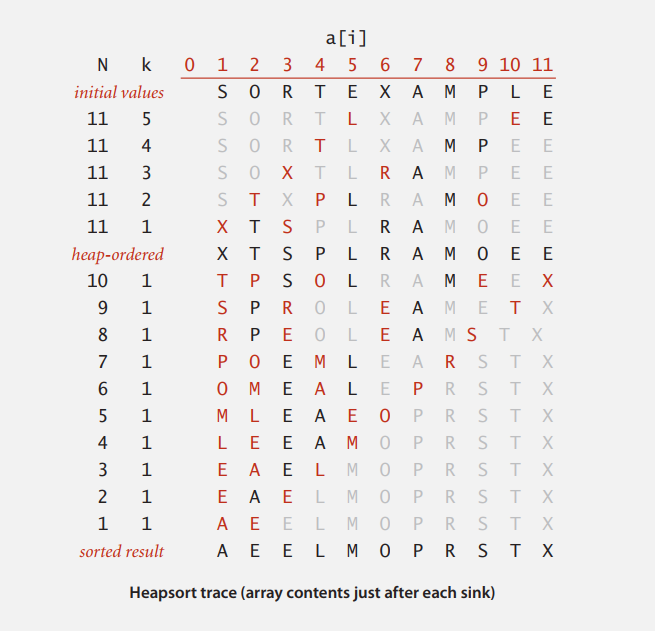 a[i]
N k 0 1 2 3 4 5 6 7 8 9 10 11
initial values S O R T E X A M P L E
11 5 S O R T L X A M P E E
11 4 S O R T L X A M P E E
11 3 S O X T L R A M P E E
11 2 S T X P L R A M O E E
11 1 X T S P L R A M O E E
heap-ordered X T S P L R A M O E E
10 1 T P S O L R A M E E X
9 1 S P R O L E A M E T X
8 1 R P E O L E A M S T X
7 1 P O E M L E A R S T X
6 1 O M E A L E P R S T X
5 1 M L E A E O P R S T X
4 1 L E E A M O P R S T X
3 1 E A E L M O P R S T X
2 1 E A E L M O P R S T X
1 1 A E E L M O P R S T X
sorted result A E E L M O P R S T X
Heapsort trace (array contents just after each sink)